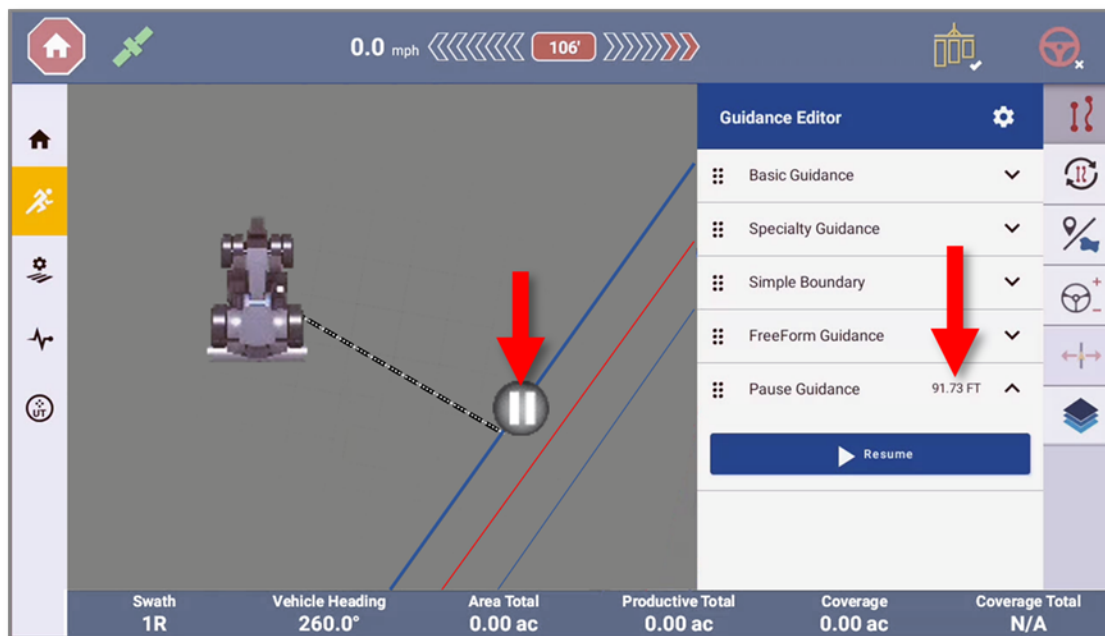 0.0 mph
106'
Guidance Editor
Basic Guidance
Specialty Guidance
Simple Boundary
FreeForm Guidance
Pause Guidance 91.73 FT
Resume
UT
Swath Vehicle Heading Area Total Productive Total Coverage Coverage Total
1R 260.0° 0.00 ac 0.00 ac 0.00 ac N/A